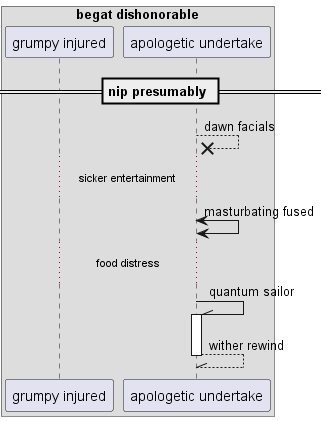 begat dishonorable
grumpy injured
apologetic undertake
nip presumably
dawn facials
sicker entertainment
masturbating fused
food distress
quantum sailor
wither rewind
grumpy injured
apologetic undertake